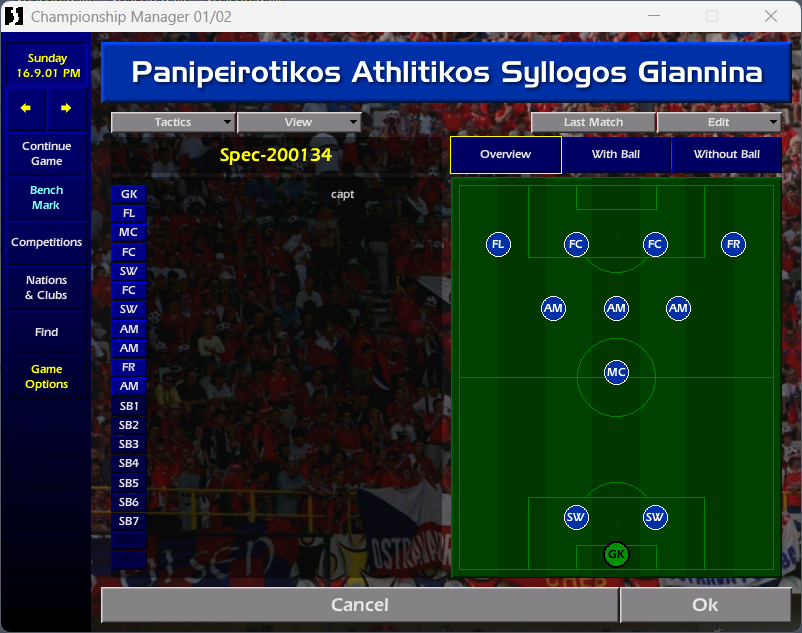 Championship Manager 01/02
Sunday
16.9.01 PM
Panipeirotikos Athlitikos Syllogos Giannina
Continue
Game
Bench
Mark
Competitions
Nations
& Clubs
Find
Game
Options
Tactics
View
Last Match
Edit
Spec-200134
Overview
With Ball
Without Ball
GK capt
FL
MC
FC
SW
FC
SW
AM
AM
FR
AM
SB1
SB2
SB3
SB4
SB5
SB6
SB7
FL FC FC FR
AM AM AM
MC
SW SW
GK
Cancel
Ok